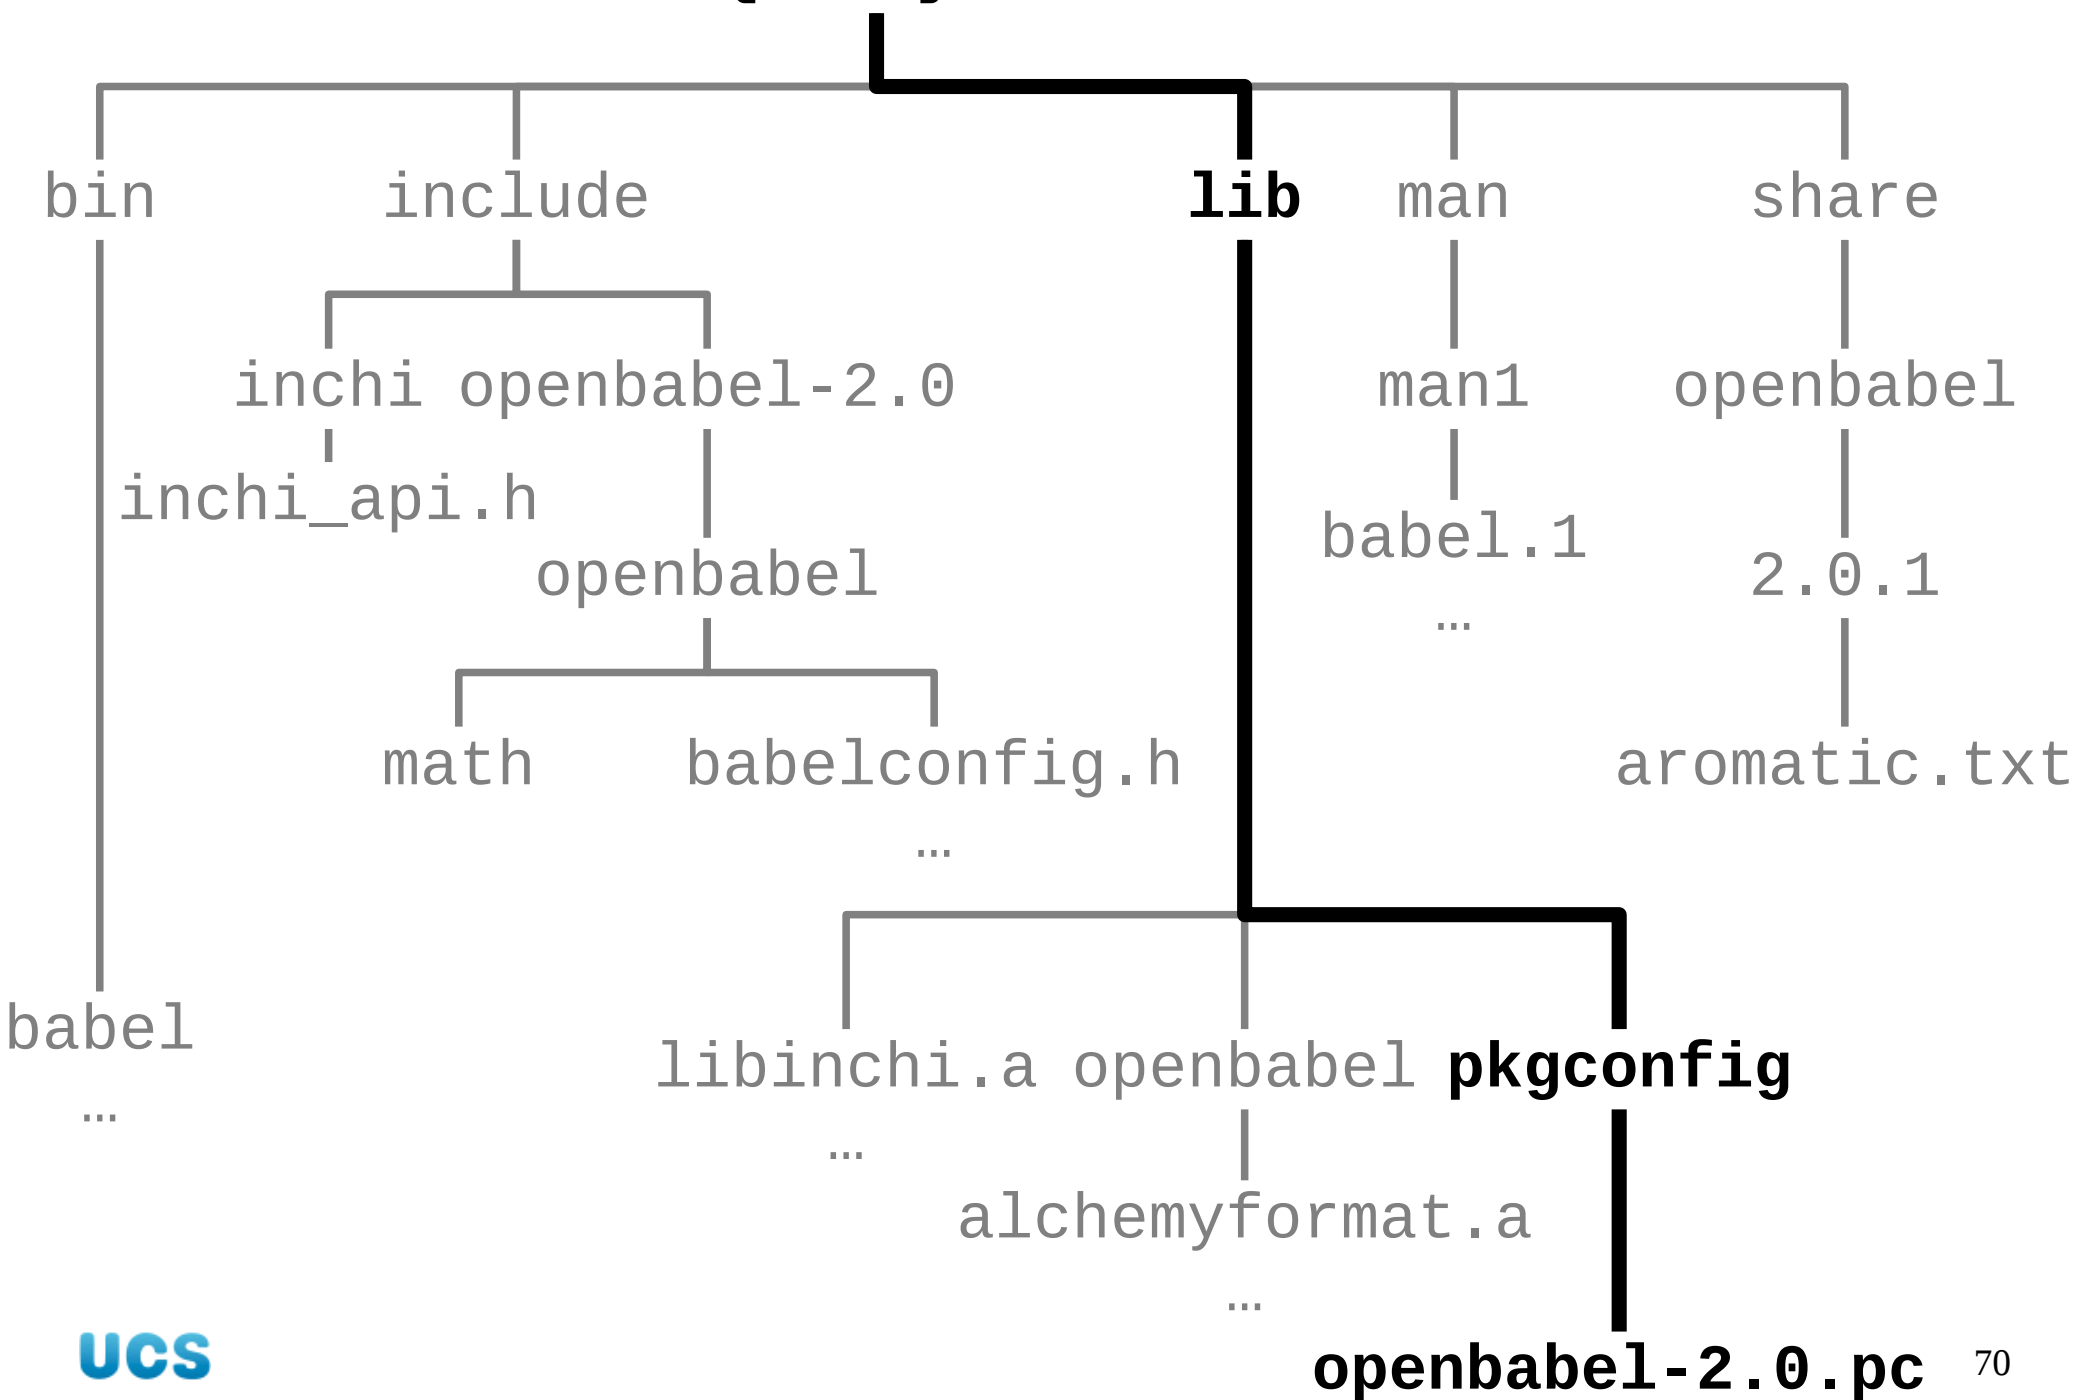 bin include lib man share
inchi openbabel-2.0 man1 openbabel
inchi_api.h
babel.1
openbabel 2.0.1
…
math babelconfig.h aromatic.txt
…
babel
libinchi.a openbabel pkgconfig
…
…
alchemyformat.a
…
UCS
openbabel-2.0.pc 70